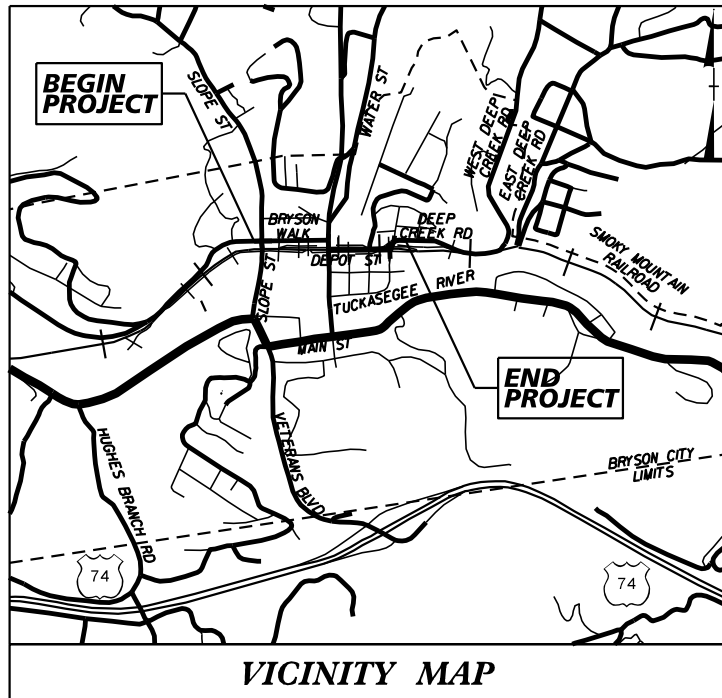 BEGIN
PROJECT
SLOPE ST
WATER ST
WEST DEEP
CREEK RD
EAST DEEP
CREEK RD
BRYSON
WALK
DEEP
CREEK RD
DEPOT ST
SMOKY MOUNTAIN
RAILROAD
SLOPE ST
TUCKASEGEE RIVER
MAIN ST
END
PROJECT
VETERANS BLVD
HUGHES BRANCH RD
BRYSON CITY
LIMITS
74
74
VICINITY MAP